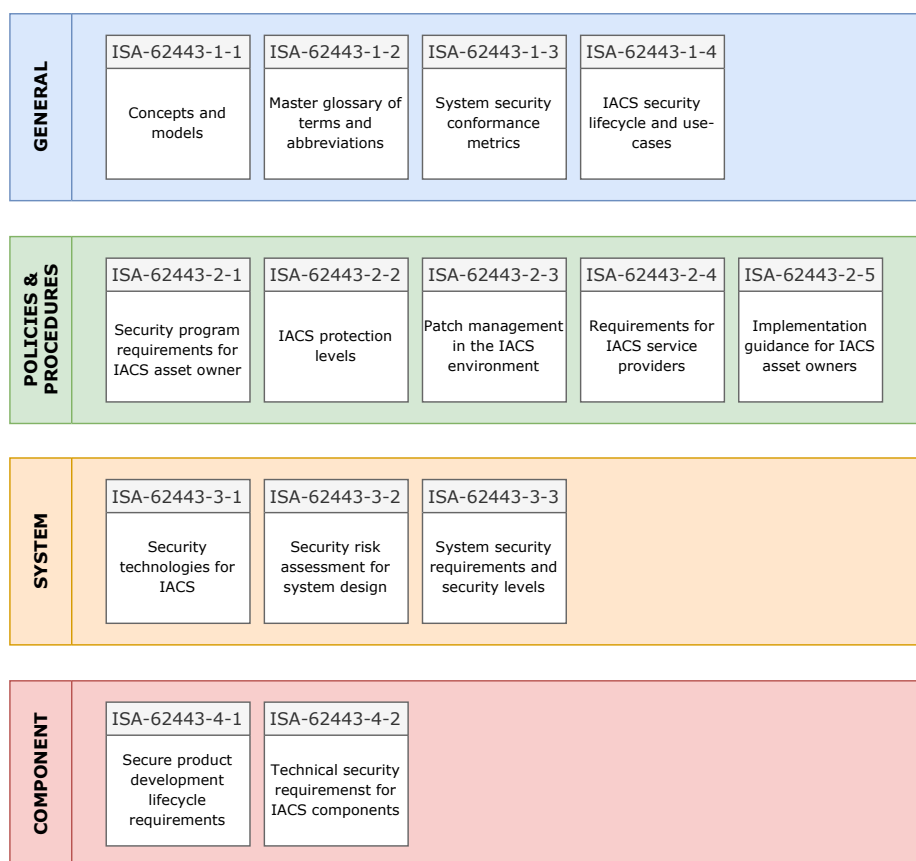 GENERAL
ISA-62443-1-1
Concepts and
models
ISA-62443-1-2
Master glossary of
terms and
abbreviations
ISA-62443-1-3
System security
conformance
metrics
ISA-62443-1-4
IACS security
lifecycle and use-
cases
POLICIES &
PROCEDURES
ISA-62443-2-1
Security program
requirements for
IACS asset owner
ISA-62443-2-2
IACS protection
levels
ISA-62443-2-3
Patch management
in the IACS
environment
ISA-62443-2-4
Requirements for
IACS service
providers
ISA-62443-2-5
Implementation
guidance for IACS
asset owners
SYSTEM
ISA-62443-3-1
Security
technologies for
IACS
ISA-62443-3-2
Security risk
assessment for
system design
ISA-62443-3-3
System security
requirements and
security levels
COMPONENT
ISA-62443-4-1
Secure product
development
lifecycle
requirements
ISA-62443-4-2
Technical security
requiremenst for
IACS components